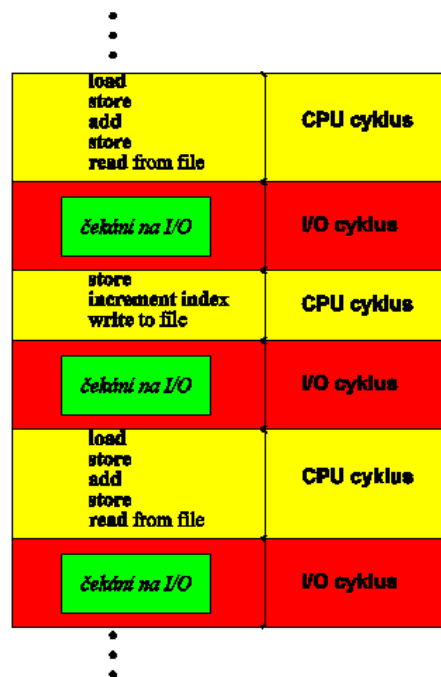 load
store
add
store
read from file
CPU cyklus
čekání na I/O
I/O cyklus
store
increment index
write to file
CPU cyklus
čekání na I/O
I/O cyklus
load
store
add
store
read from file
CPU cyklus
čekání na I/O
I/O cyklus